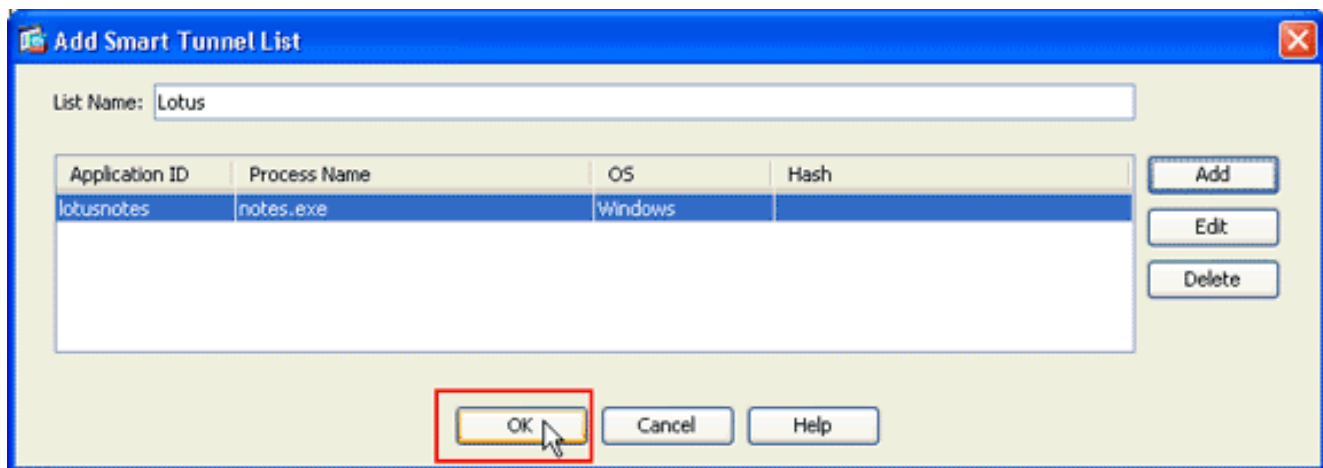 Add Smart Tunnel List
List Name: Lotus
Application ID Process Name OS Hash Add
lotusnotes notes.exe Windows
Edit
Delete
OK Cancel Help